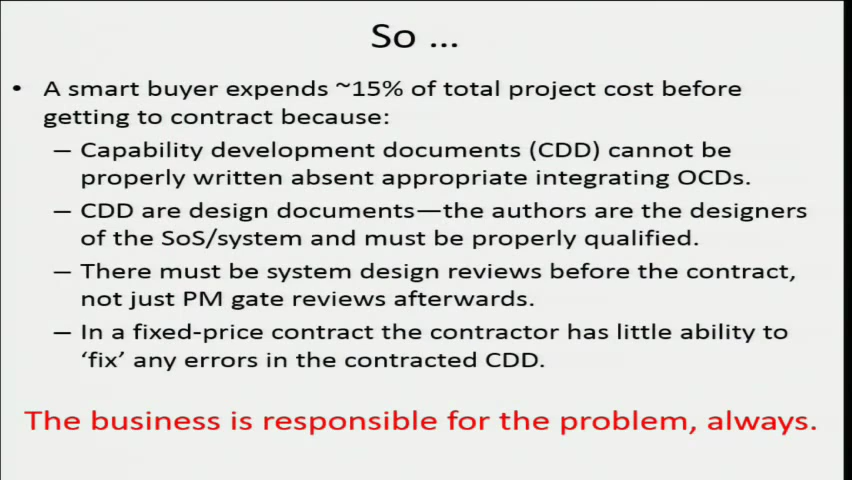 So ...
• A smart buyer expends ~15% of total project cost before
getting to contract because:
– Capability development documents (CDD) cannot be
properly written absent appropriate integrating OCDs.
– CDD are design documents—the authors are the designers
of the SoS/system and must be properly qualified.
– There must be system design reviews before the contract,
not just PM gate reviews afterwards.
– In a fixed-price contract the contractor has little ability to
‘fix’ any errors in the contracted CDD.
The business is responsible for the problem, always.